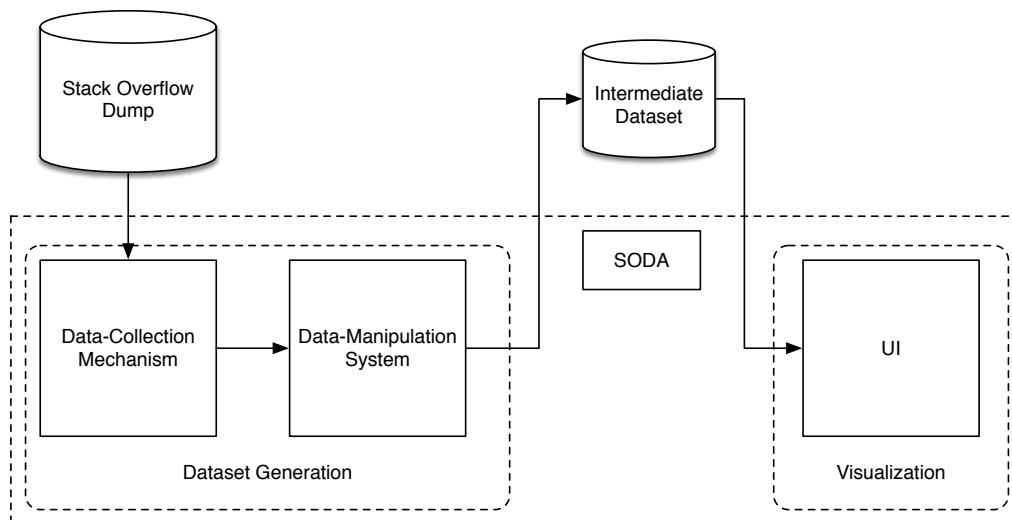 Stack Overflow
Dump
Intermediate
Dataset
SODA
Data-Collection
Mechanism
Data-Manipulation
System
UI
Dataset Generation
Visualization